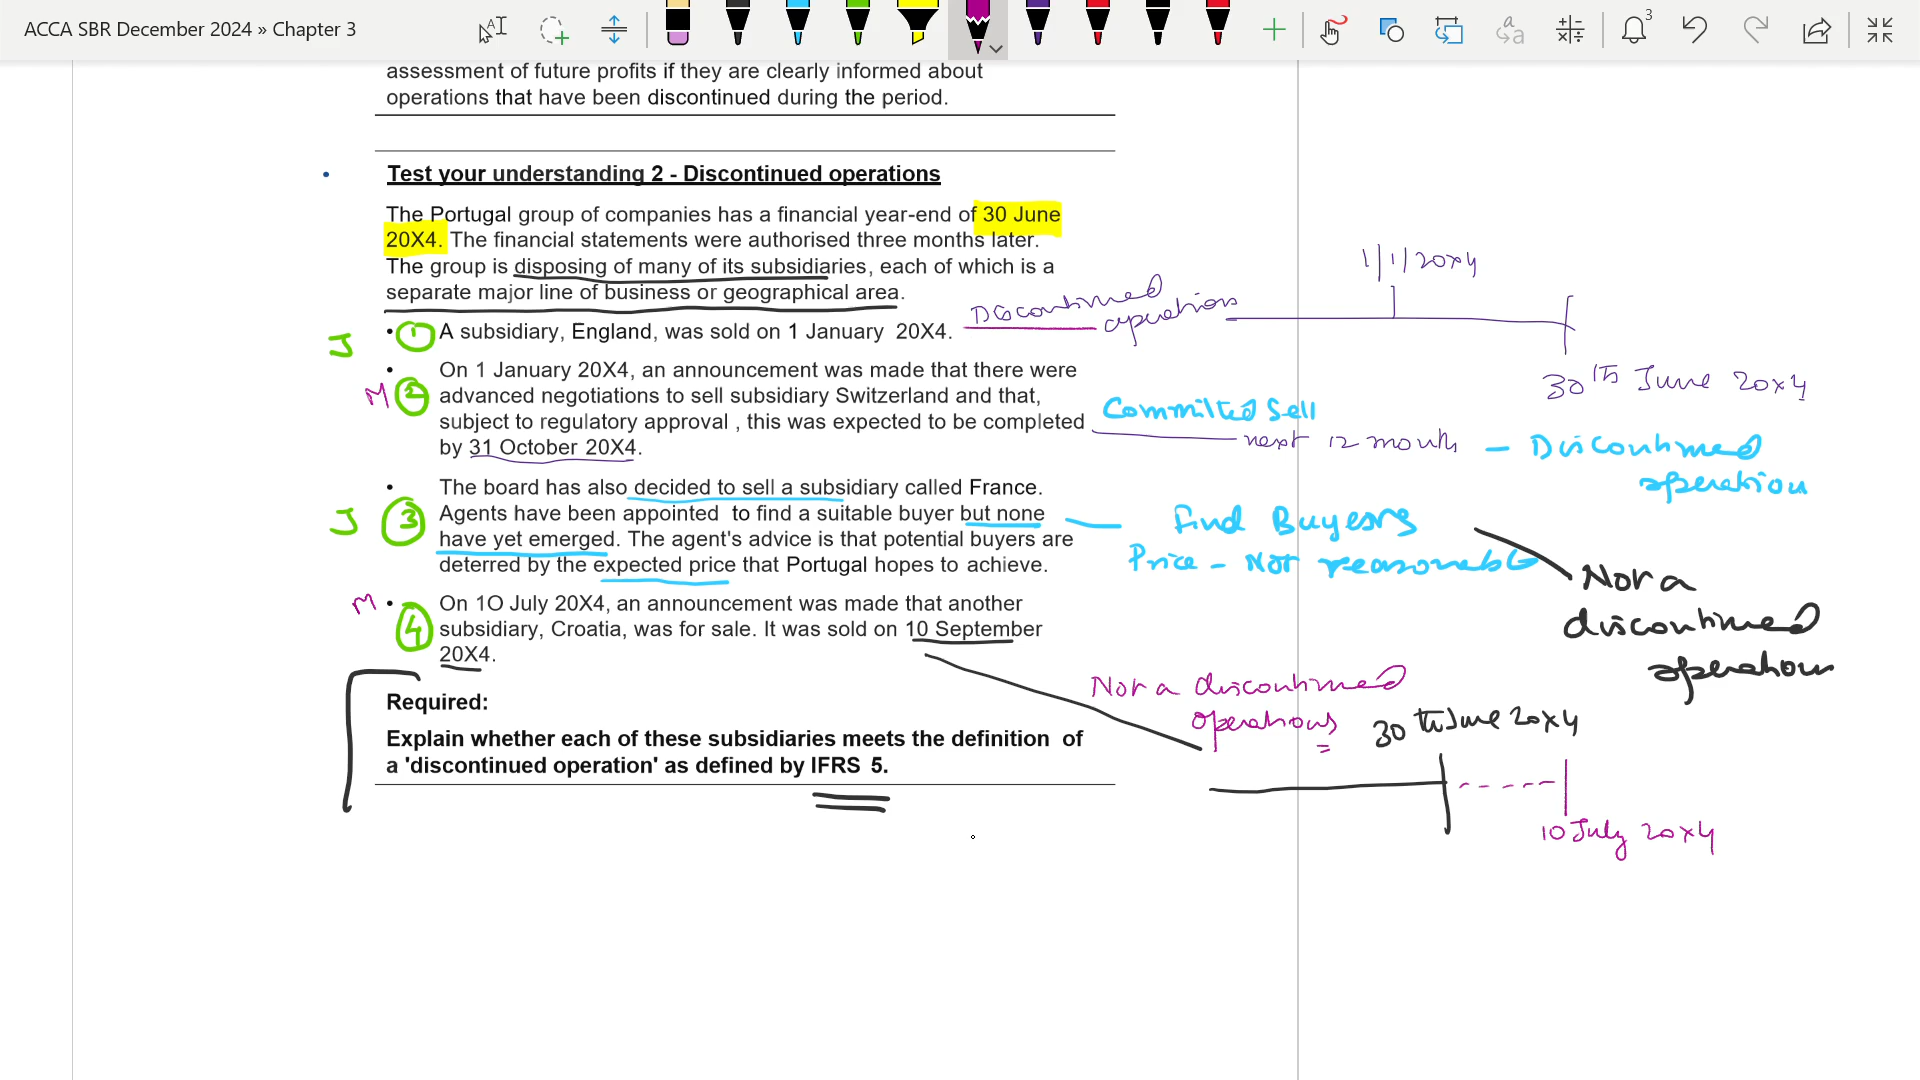 ACCA SBR December 2024 » Chapter 3
3
assessment of future profits if they are clearly informed about
operations that have been discontinued during the period.
• Test your understanding 2 - Discontinued operations
The Portugal group of companies has a financial year-end of 30 June
20X4. The financial statements were authorised three months later.
The group is disposing of many of its subsidiaries, each of which is a
separate major line of business or geographical area.
J • 1 A subsidiary, England, was sold on 1 January 20X4.
Discontinued
operations
1/1/20x4
30th June 20x4
• On 1 January 20X4, an announcement was made that there were
M 2 advanced negotiations to sell subsidiary Switzerland and that,
subject to regulatory approval , this was expected to be completed
by 31 October 20X4.
Committed Sell
next 12 month
- Discontinued
operation
• The board has also decided to sell a subsidiary called France.
J 3 Agents have been appointed to find a suitable buyer but none
have yet emerged. The agent's advice is that potential buyers are
deterred by the expected price that Portugal hopes to achieve.
Find Buyers
Price - Not reasonable
Not a
discontinued
operation
M • On 1O July 20X4, an announcement was made that another
4 subsidiary, Croatia, was for sale. It was sold on 10 September
20X4.
Not a discontinued
operations
30th June 20x4
10 July 20x4
Required:
Explain whether each of these subsidiaries meets the definition of
a 'discontinued operation' as defined by IFRS 5.